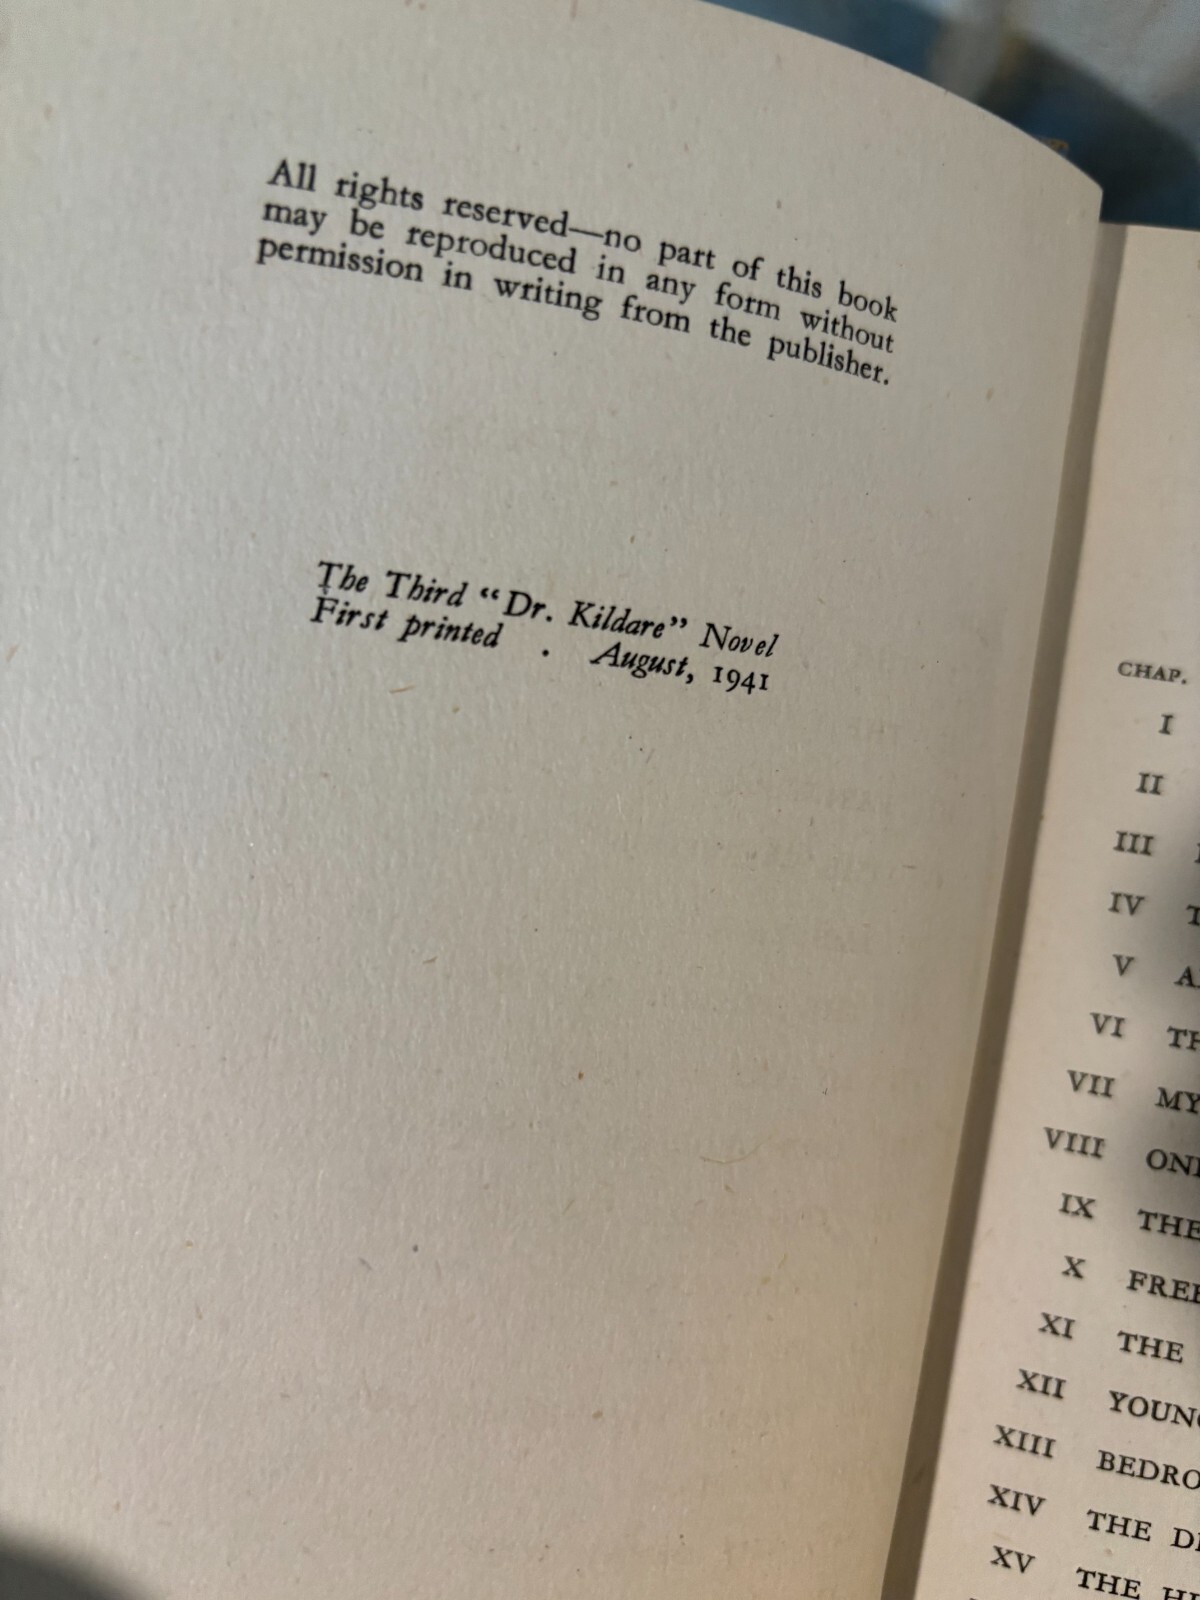 All rights reserved—no part of this book
may be reproduced in any form without
permission in writing from the publisher.
The Third "Dr. Kildare" Novel
First printed . August, 1941
CHAP.
I
II
III
IV
V
VI
VII MY
VIII
IX THE
X
XI THE
XII
XIII
XIV THE
XV THE